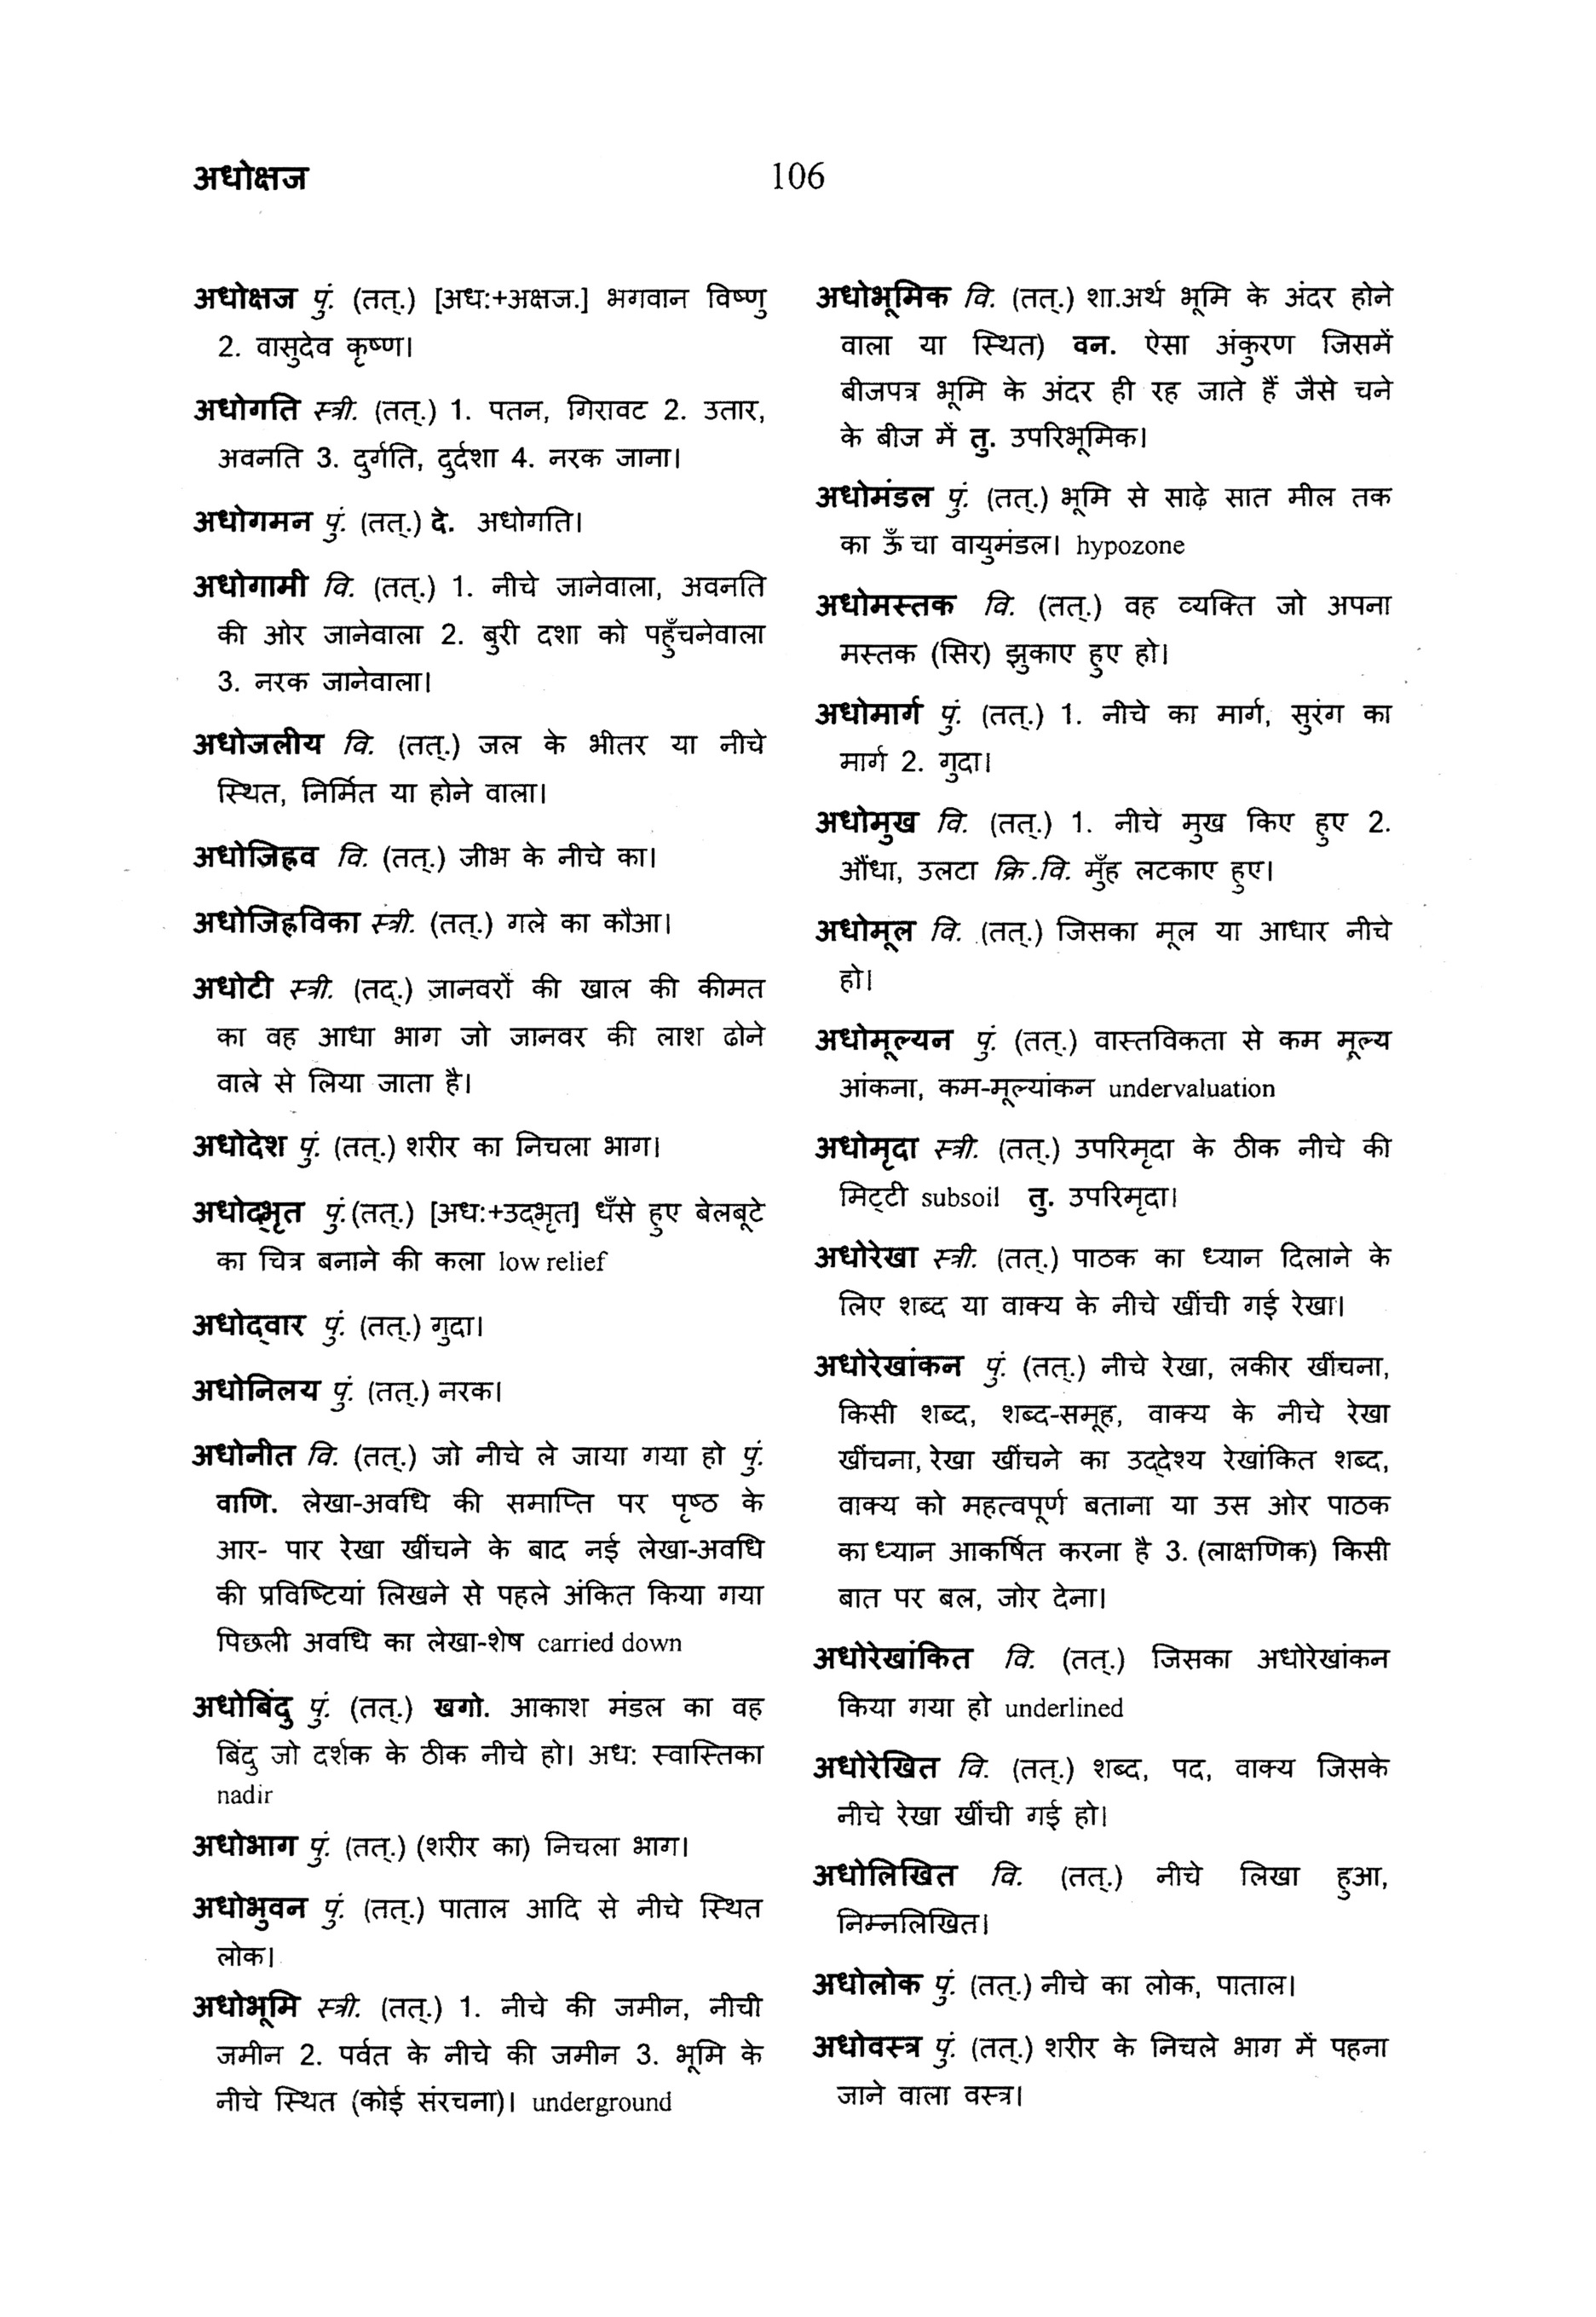 अधोक्षज
106
अधोक्षज पुं. (तत्.) [अध:+अक्षज.] भगवान विष्णु
2. वासुदेव कृष्ण।
अधोगति स्त्री. (तत्.) 1. पतन, गिरावट 2. उतार,
अवनति 3. दुर्गति, दुर्दशा 4. नरक जाना।
अधोगमन पुं. (तत्.) दे. अधोगति।
अधोगामी वि. (तत्.) 1. नीचे जानेवाला, अवनति
की ओर जानेवाला 2. बुरी दशा को पहुँचनेवाला
3. नरक जानेवाला।
अधोजलीय वि. (तत्.) जल के भीतर या नीचे
स्थित, निर्मित या होने वाला।
अधोजिह्रव वि. (तत्.) जीभ के नीचे का।
अधोजिह्रविका स्त्री. (तत्.) गले का कौआ।
अधोटी स्त्री. (तद्.) जानवरों की खाल की कीमत
का वह आधा भाग जो जानवर की लाश ढोने
वाले से लिया जाता है।
अधोदेश पुं. (तत्.) शरीर का निचला भाग।
अधोद्भृत पुं.(तत्.) [अध:+उद्भृत] धँसे हुए बेलबूटे
का चित्र बनाने की कला low relief
अधोद्वार पुं. (तत्.) गुदा।
अधोनिलय पुं. (तत्.) नरक।
अधोनीत वि. (तत्.) जो नीचे ले जाया गया हो पुं.
वाणि. लेखा-अवधि की समाप्ति पर पृष्ठ के
आर- पार रेखा खींचने के बाद नई लेखा-अवधि
की प्रविष्टियां लिखने से पहले अंकित किया गया
पिछली अवधि का लेखा-शेष carried down
अधोबिंदु पुं. (तत्.) खगो. आकाश मंडल का वह
बिंदु जो दर्शक के ठीक नीचे हो। अध: स्वास्तिका
nadir
अधोभाग पुं. (तत्.) (शरीर का) निचला भाग।
अधोभुवन पुं. (तत्.) पाताल आदि से नीचे स्थित
लोक।
अधोभूमि स्त्री. (तत्.) 1. नीचे की जमीन, नीची
जमीन 2. पर्वत के नीचे की जमीन 3. भूमि के
नीचे स्थित (कोई संरचना)। underground
अधोभूमिक वि. (तत्.) शा.अर्थ भूमि के अंदर होने
वाला या स्थित) वन. ऐसा अंकुरण जिसमें
बीजपत्र भूमि के अंदर ही रह जाते हैं जैसे चने
के बीज में तु. उपरिभूमिक।
अधोमंडल पुं. (तत्.) भूमि से साढ़े सात मील तक
का ऊँचा वायुमंडल। hypozone
अधोमस्तक वि. (तत्.) वह व्यक्ति जो अपना
मस्तक (सिर) झुकाए हुए हो।
अधोमार्ग पुं. (तत्.) 1. नीचे का मार्ग, सुरंग का
मार्ग 2. गुदा।
अधोमुख वि. (तत्.) 1. नीचे मुख किए हुए 2.
औंधा, उलटा क्रि.वि. मुँह लटकाए हुए।
अधोमूल वि. (तत्.) जिसका मूल या आधार नीचे
हो।
अधोमूल्यन पुं. (तत्.) वास्तविकता से कम मूल्य
आंकना, कम-मूल्यांकन undervaluation
अधोमृदा स्त्री. (तत्.) उपरिमृदा के ठीक नीचे की
मिट्टी subsoil तु. उपरिमृदा।
अधोरेखा स्त्री. (तत्.) पाठक का ध्यान दिलाने के
लिए शब्द या वाक्य के नीचे खींची गई रेखा।
अधोरेखांकन पुं. (तत्.) नीचे रेखा, लकीर खींचना,
किसी शब्द, शब्द-समूह, वाक्य के नीचे रेखा
खींचना, रेखा खींचने का उद्देश्य रेखांकित शब्द,
वाक्य को महत्वपूर्ण बताना या उस ओर पाठक
का ध्यान आकर्षित करना है 3. (लाक्षणिक) किसी
बात पर बल, जोर देना।
अधोरेखांकित वि. (तत्.) जिसका अधोरेखांकन
किया गया हो underlined
अधोरेखित वि. (तत्.) शब्द, पद, वाक्य जिसके
नीचे रेखा खींची गई हो।
अधोलिखित वि. (तत्.) नीचे लिखा हुआ,
निम्नलिखित।
अधोलोक पुं. (तत्.) नीचे का लोक, पाताल।
अधोवस्त्र पुं. (तत्.) शरीर के निचले भाग में पहना
जाने वाला वस्त्र।